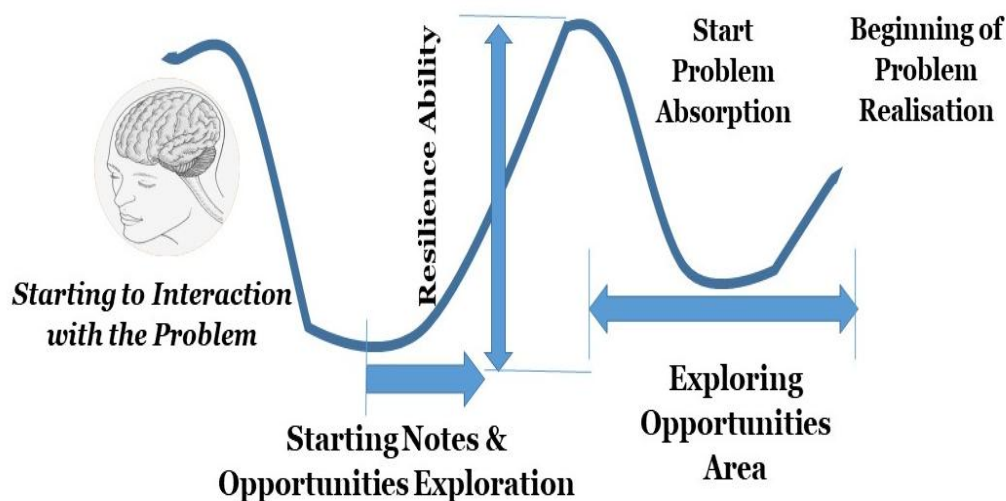 Starting to Interaction
with the Problem
Resilience Ability
Starting Notes &
Opportunities Exploration
Start
Problem
Absorption
Beginning of
Problem
Realisation
Exploring
Opportunities
Area